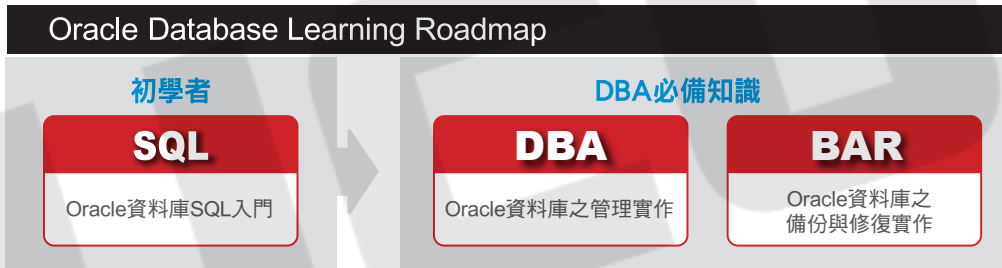 Oracle Database Learning Roadmap
初學者
DBA必備知識
SQL
Oracle資料庫SQL入門
DBA
Oracle資料庫之管理實作
BAR
Oracle資料庫之
備份與修復實作